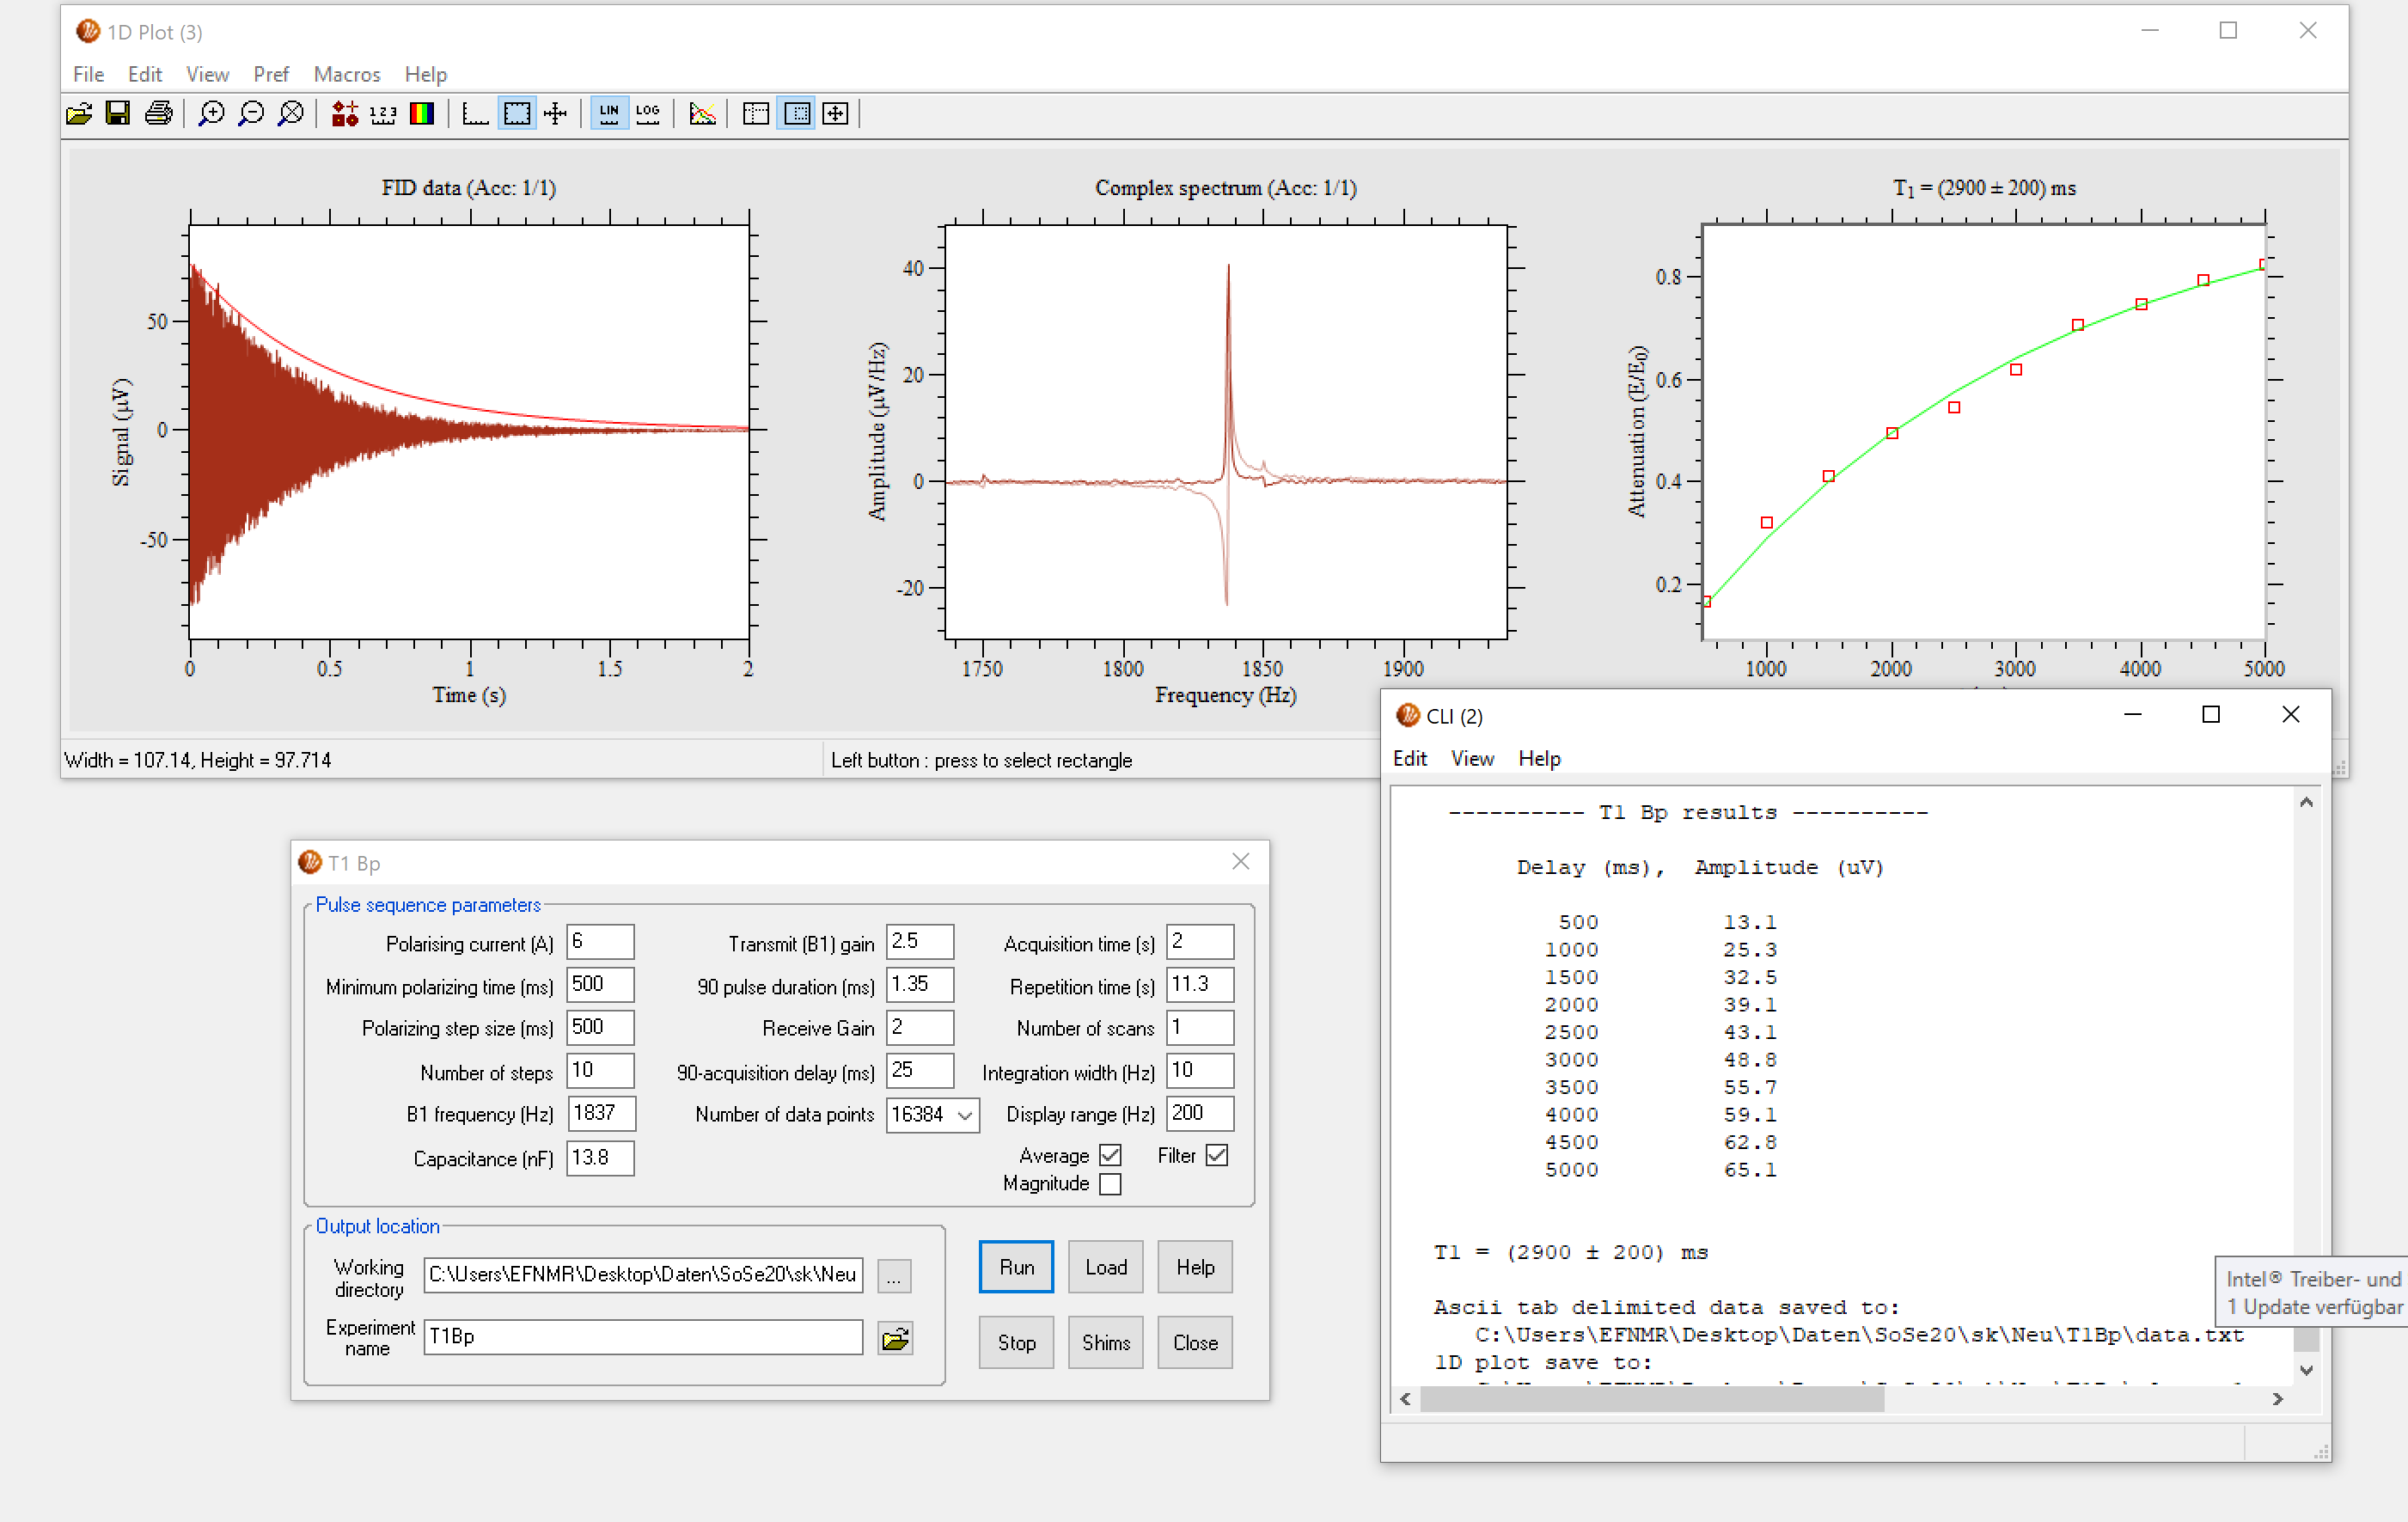 1D Plot (3)
File Edit View Pref Macros Help
1 2 3
LIN
LOG
FID data (Acc: 1/1)
50
0
-50
Signal (µV)
0 0.5 1 1.5 2
Time (s)
Complex spectrum (Acc: 1/1)
40
20
0
-20
Amplitude (µV/Hz)
1750 1800 1850 1900
Frequency (Hz)
T1 = (2900 ± 200) ms
0.8
0.6
0.4
0.2
Attenuation (E/E0)
1000 2000 3000 4000 5000
Width = 107.14, Height = 97.714
Left button : press to select rectangle
T1 Bp
Pulse sequence parameters
Polarising current (A) 6
Transmit (B1) gain 2.5
Acquisition time (s) 2
Minimum polarizing time (ms) 500
90 pulse duration (ms) 1.35
Repetition time (s) 11.3
Polarizing step size (ms) 500
Receive Gain 2
Number of scans 1
Number of steps 10
90-acquisition delay (ms) 25
Integration width (Hz) 10
B1 frequency (Hz) 1837
Number of data points 16384
Display range (Hz) 200
Capacitance (nF) 13.8
Average
Filter
Magnitude
Output location
Working
directory
C:\Users\EFNMR\Desktop\Daten\SoSe20\sk\Neu
...
Experiment
name
T1Bp
Run Load Help
Stop Shims Close
CLI (2)
Edit View Help
---------- T1 Bp results ----------
Delay (ms), Amplitude (uV)
500 13.1
1000 25.3
1500 32.5
2000 39.1
2500 43.1
3000 48.8
3500 55.7
4000 59.1
4500 62.8
5000 65.1
T1 = (2900 ± 200) ms
Ascii tab delimited data saved to:
C:\Users\EFNMR\Desktop\Daten\SoSe20\sk\Neu\T1Bp\data.txt
1D plot save to:
Intel® Treiber- und
1 Update verfügbar